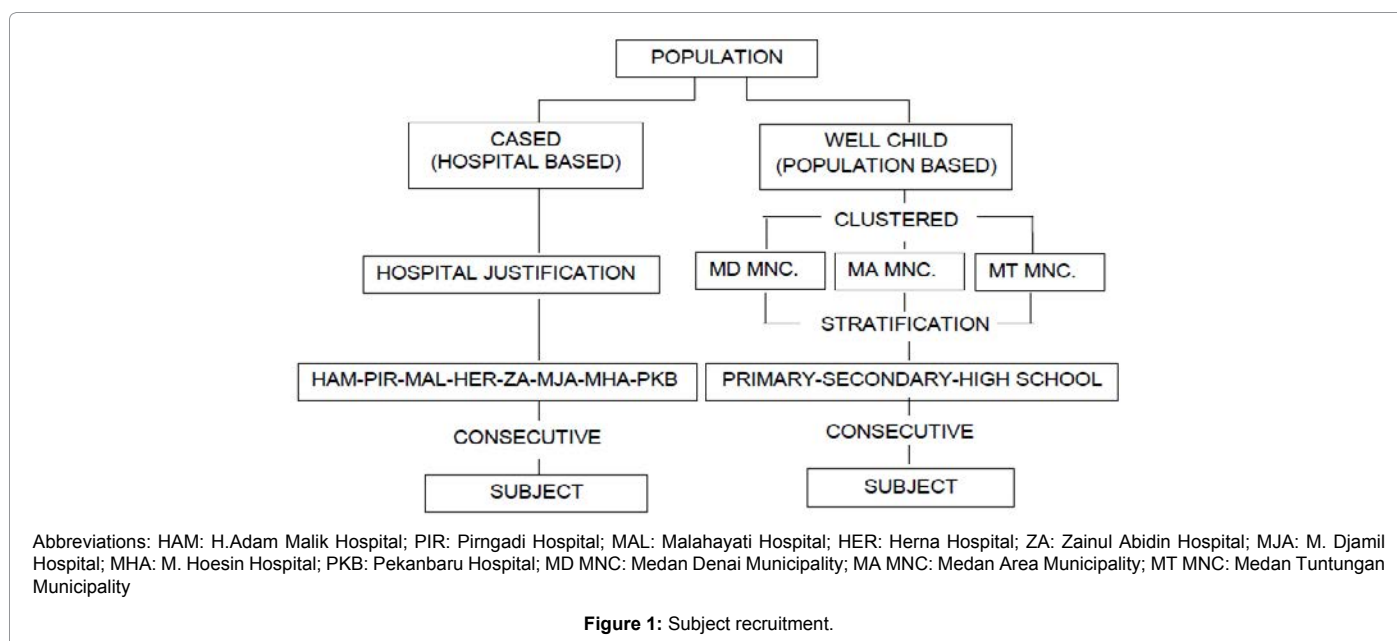 POPULATION
CASED
(HOSPITAL BASED)
WELL CHILD
(POPULATION BASED)
CLUSTERED
HOSPITAL JUSTIFICATION
MD MNC.
MA MNC.
MT MNC.
STRATIFICATION
HAM-PIR-MAL-HER-ZA-MJA-MHA-PKB
PRIMARY-SECONDARY-HIGH SCHOOL
CONSECUTIVE
CONSECUTIVE
SUBJECT
SUBJECT
Abbreviations: HAM: H.Adam Malik Hospital; PIR: Pirngadi Hospital; MAL: Malahayati Hospital; HER: Herna Hospital; ZA: Zainul Abidin Hospital; MJA: M. Djamil
Hospital; MHA: M. Hoesin Hospital; PKB: Pekanbaru Hospital; MD MNC: Medan Denai Municipality; MA MNC: Medan Area Municipality; MT MNC: Medan Tuntungan
Municipality
Figure 1: Subject recruitment.